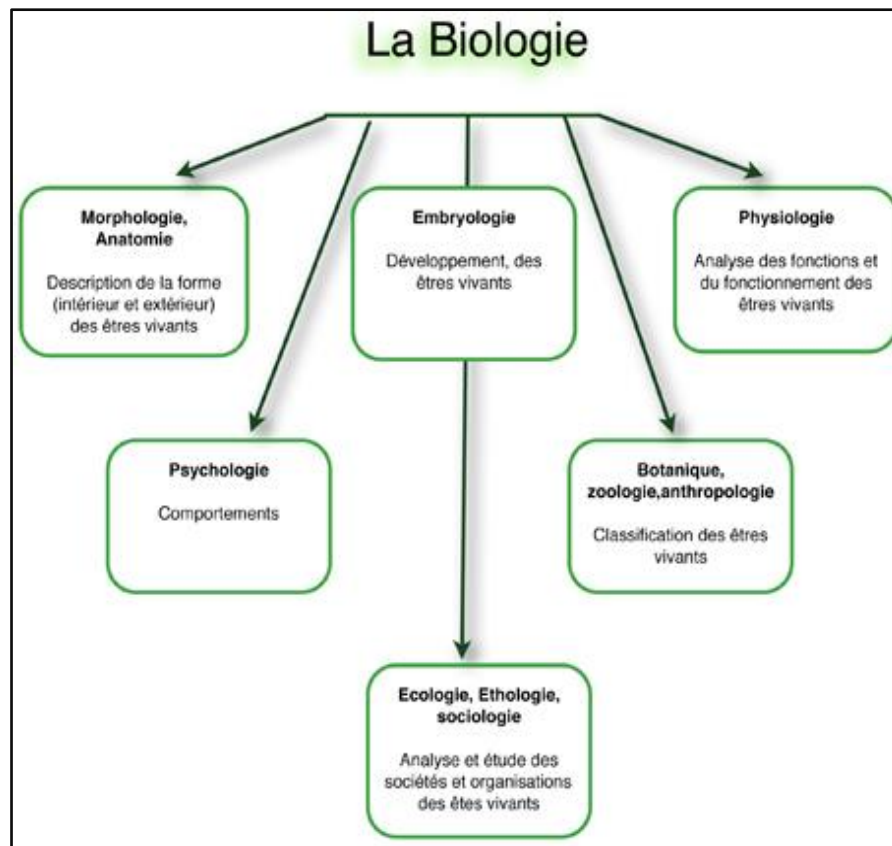 La Biologie
Morphologie,
Anatomie
Description de la forme
(intérieur et extérieur)
des êtres vivants
Embryologie
Développement, des
êtres vivants
Physiologie
Analyse des fonctions et
du fonctionnement des
êtres vivants
Psychologie
Comportements
Botanique,
zoologie,anthropologie
Classification des êtres
vivants
Ecologie, Ethologie,
sociologie
Analyse et étude des
sociétés et organisations
des êtes vivants